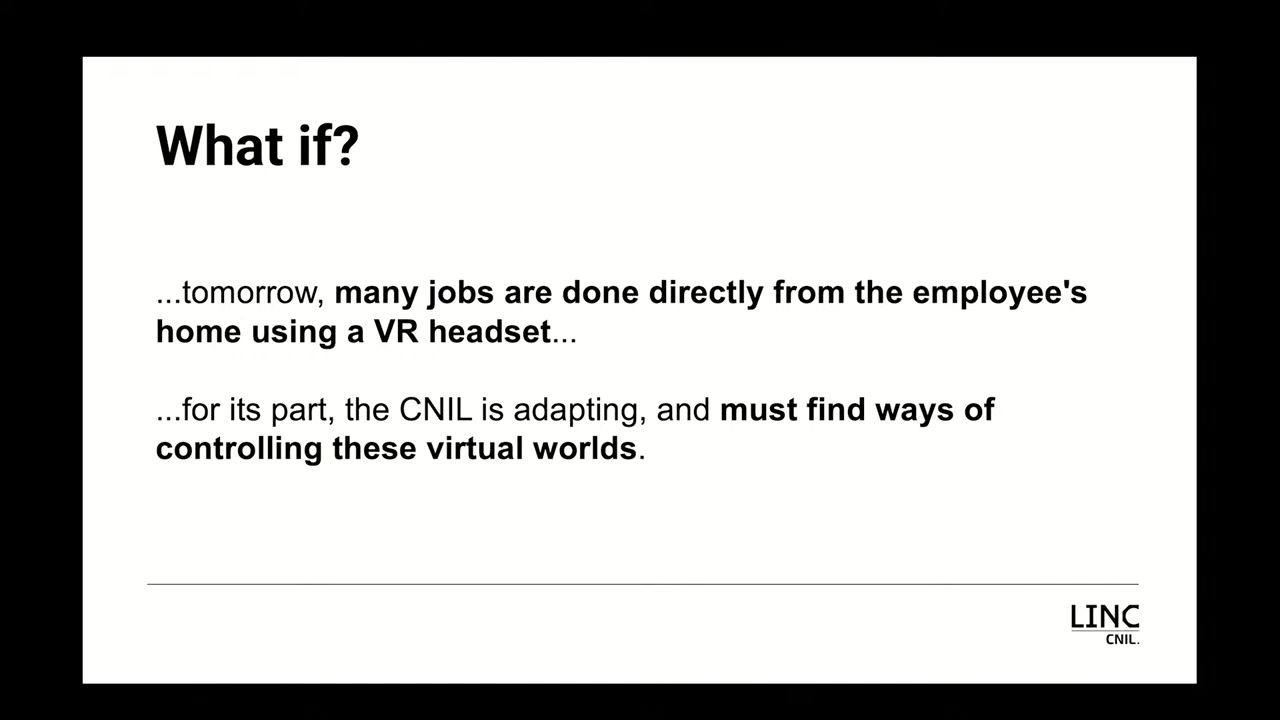 What if?
...tomorrow, many jobs are done directly from the employee's
home using a VR headset...
...for its part, the CNIL is adapting, and must find ways of
controlling these virtual worlds.
LINC
CNIL.